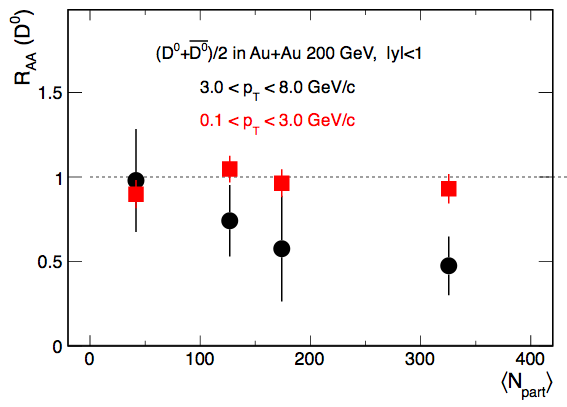 R_AA (D⁰)
(D⁰+D̅⁰)/2 in Au+Au 200 GeV, |y|<1
3.0 < p_T < 8.0 GeV/c
0.1 < p_T < 3.0 GeV/c
1.5
1
0.5
0
0 100 200 300 400
⟨N_part⟩